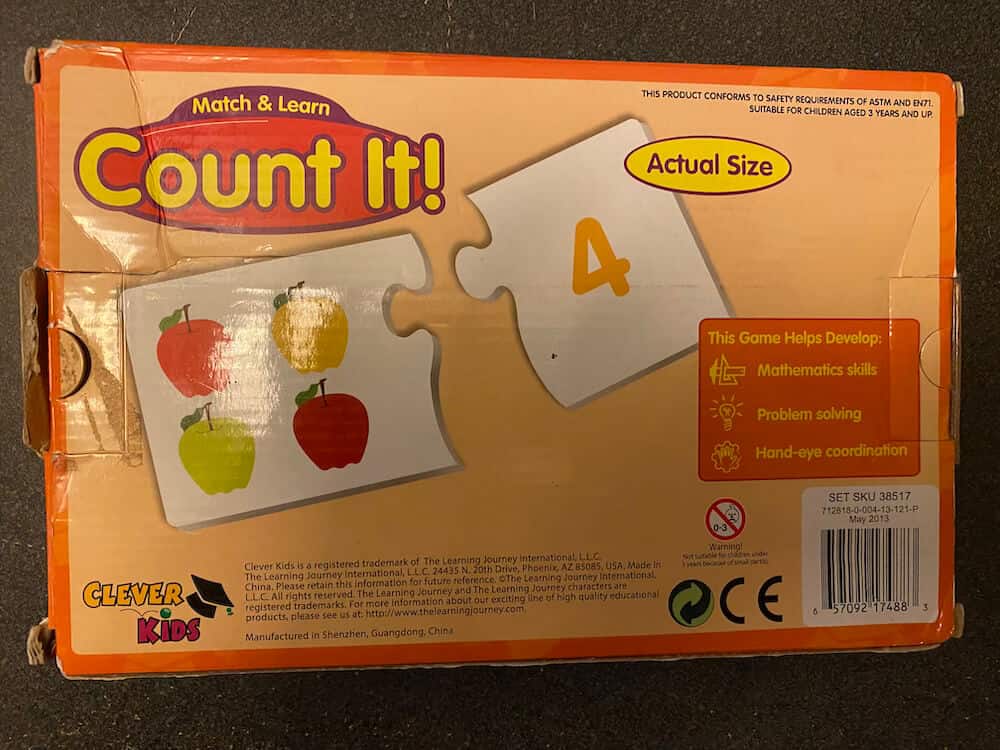 Match & Learn
Count It!
THIS PRODUCT CONFORMS TO SAFETY REQUIREMENTS OF ASTM AND EN71.
SUITABLE FOR CHILDREN AGED 3 YEARS AND UP.
Actual Size
4
This Game Helps Develop:
Mathematics skills
Problem solving
Hand-eye coordination
0-3
Warning!
Not suitable for children under
3 years because of small parts.
SET SKU 38517
712818-0-004-13-121-P
May 2013
6 57092 17488 3
CE
CLEVER
KiDS
Clever Kids is a registered trademark of The Learning Journey International, L.L.C.
The Learning Journey International, L.L.C. 24435 N. 20th Drive, Phoenix, AZ 85085, USA. Made in
China. Please retain this information for future reference. ©The Learning Journey International,
L.L.C. All rights reserved. The Learning Journey and The Learning Journey characters are
registered trademarks. For more information about our exciting line of high quality educational
products, please see us at: http://www.thelearningjourney.com.
Manufactured in Shenzhen, Guangdong, China